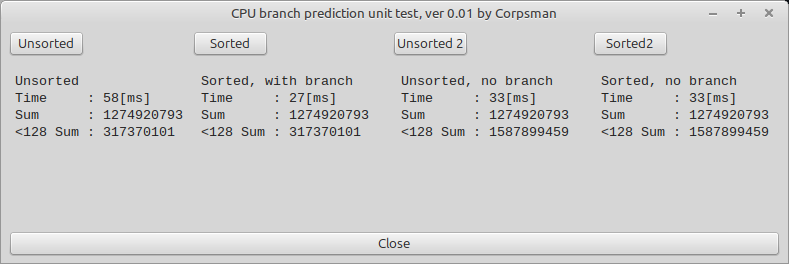 CPU branch prediction unit test, ver 0.01 by Corpsman
Unsorted
Sorted
Unsorted 2
Sorted2
Unsorted
Time : 58[ms]
Sum : 1274920793
<128 Sum : 317370101
Sorted, with branch
Time : 27[ms]
Sum : 1274920793
<128 Sum : 317370101
Unsorted, no branch
Time : 33[ms]
Sum : 1274920793
<128 Sum : 1587899459
Sorted, no branch
Time : 33[ms]
Sum : 1274920793
<128 Sum : 1587899459
Close